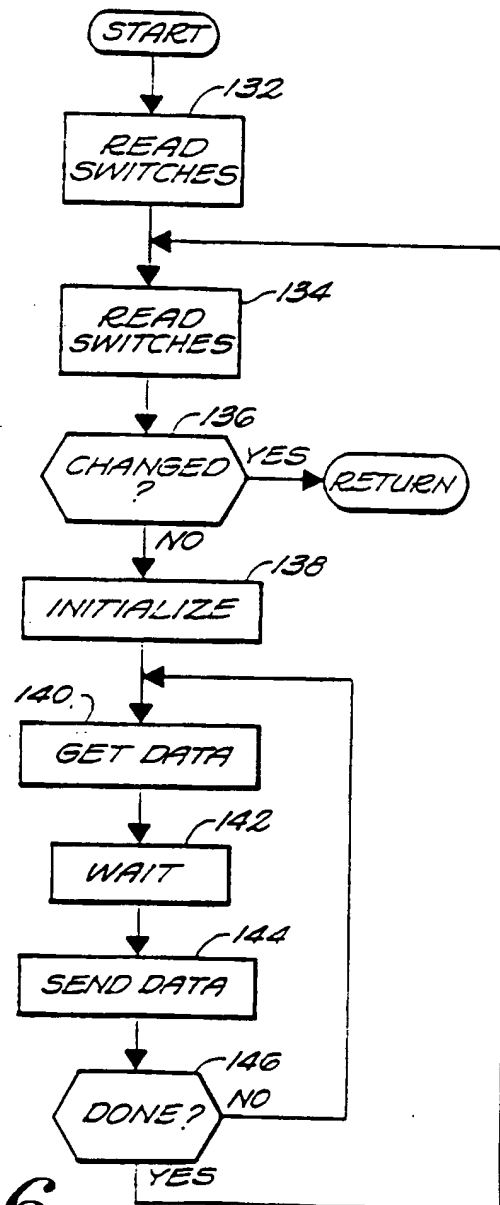 START
132
READ
SWITCHES
134
READ
SWITCHES
136
CHANGED
?
YES
RETURN
NO
138
INITIALIZE
140.
GET DATA
142
WAIT
144
SEND DATA
146
DONE?
NO
YES
6